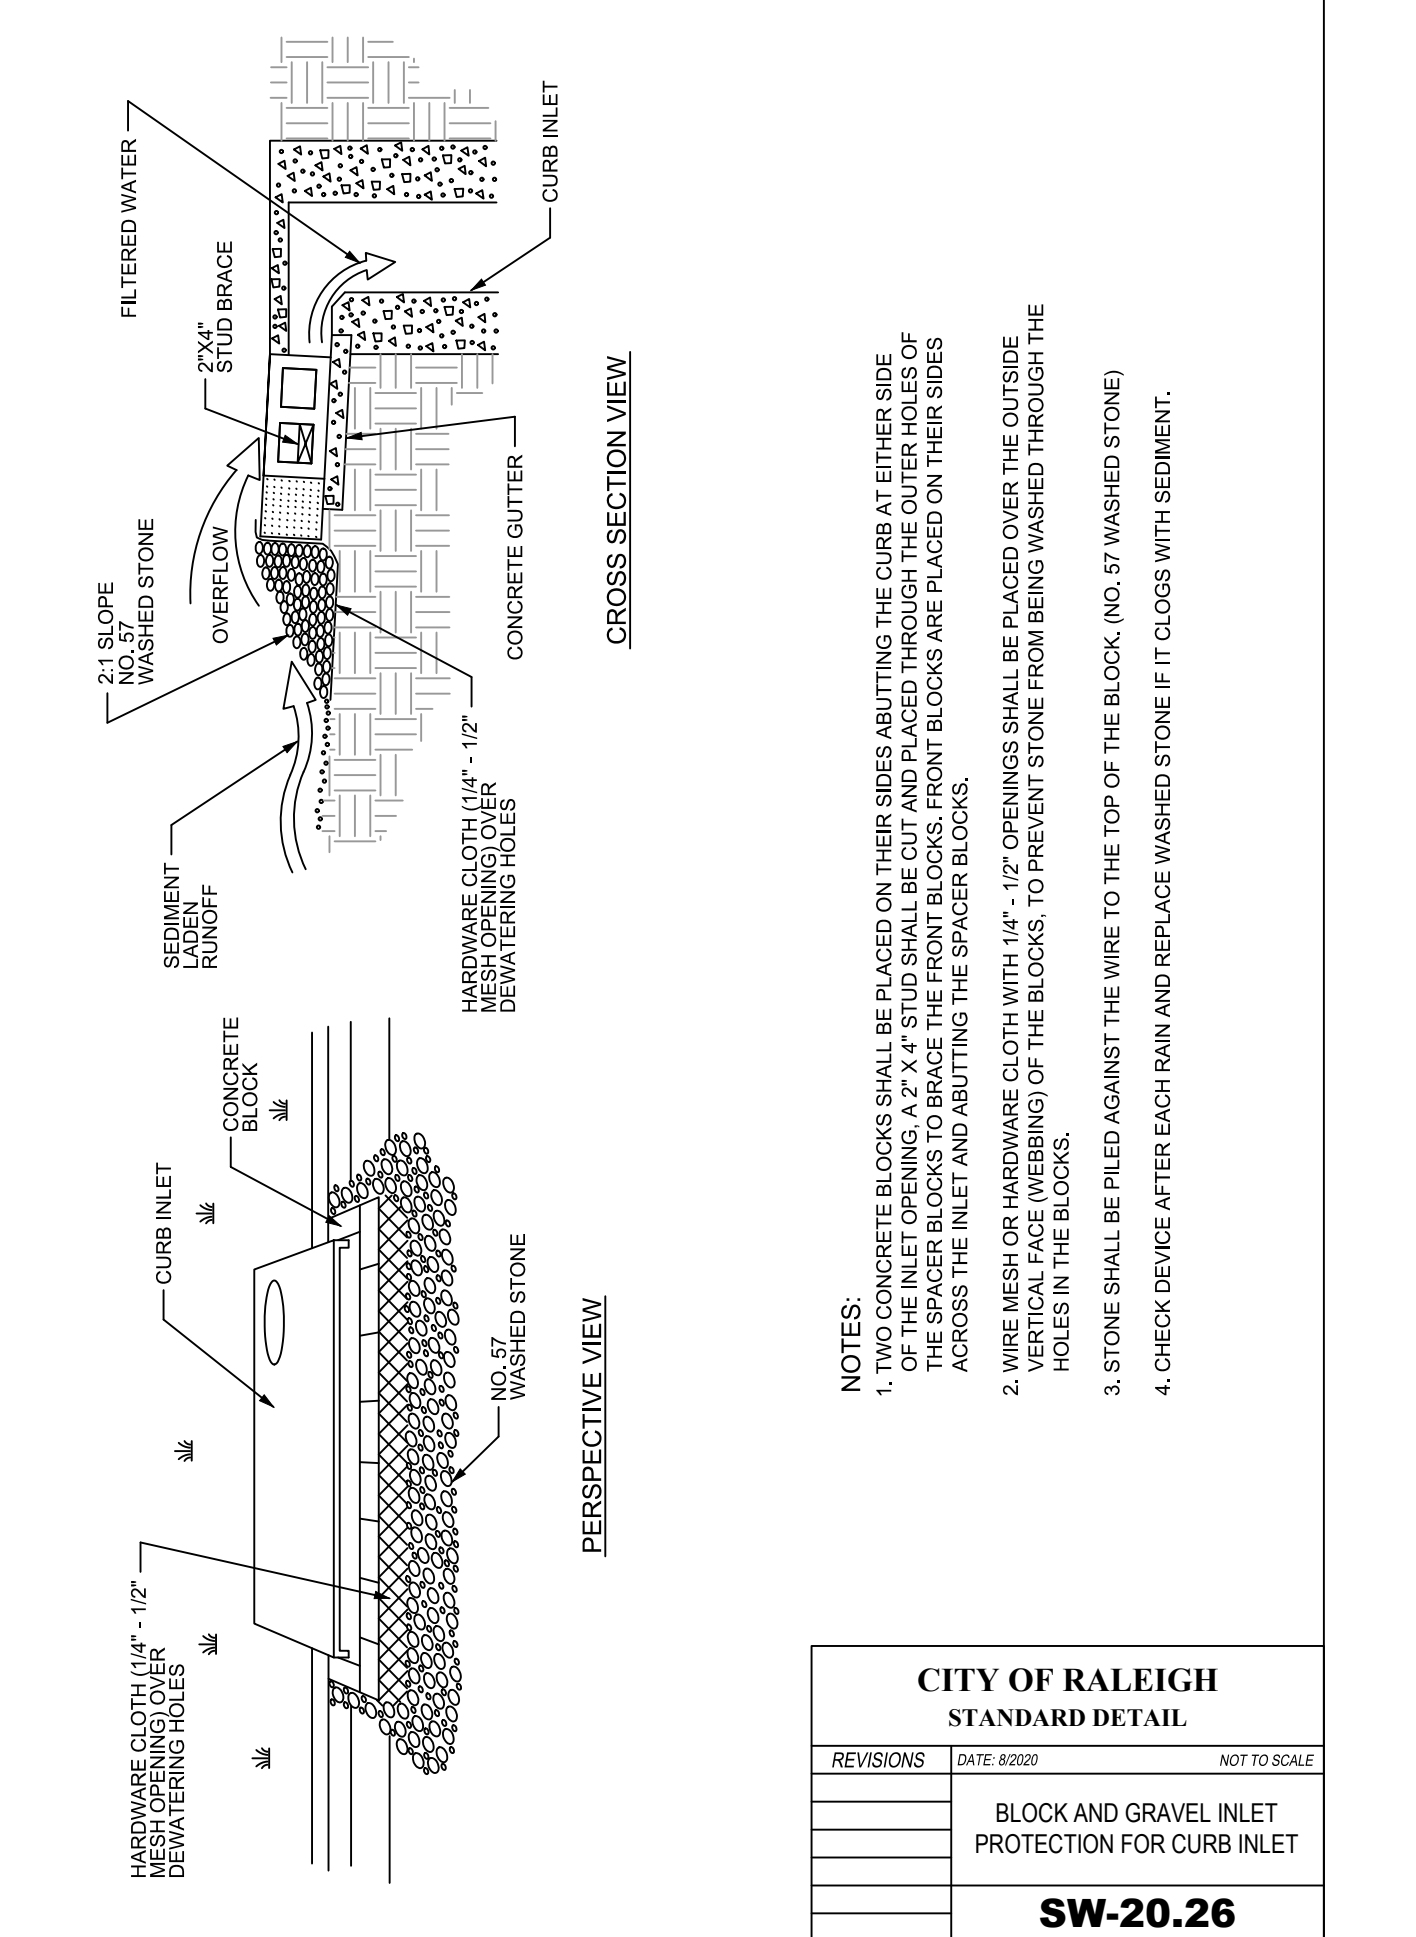 HARDWARE CLOTH (1/4" - 1/2"
MESH OPENING) OVER
DEWATERING HOLES
CURB INLET
CONCRETE
BLOCK
NO. 57
WASHED STONE
PERSPECTIVE VIEW
SEDIMENT
LADEN
RUNOFF
2:1 SLOPE
NO. 57
WASHED STONE
OVERFLOW
2"X4"
STUD BRACE
FILTERED WATER
HARDWARE CLOTH (1/4" - 1/2"
MESH OPENING) OVER
DEWATERING HOLES
CONCRETE GUTTER
CURB INLET
CROSS SECTION VIEW
NOTES:
1. TWO CONCRETE BLOCKS SHALL BE PLACED ON THEIR SIDES ABUTTING THE CURB AT EITHER SIDE
OF THE INLET OPENING, A 2" X 4" STUD SHALL BE CUT AND PLACED THROUGH THE OUTER HOLES OF
THE SPACER BLOCKS TO BRACE THE FRONT BLOCKS. FRONT BLOCKS ARE PLACED ON THEIR SIDES
ACROSS THE INLET AND ABUTTING THE SPACER BLOCKS.
2. WIRE MESH OR HARDWARE CLOTH WITH 1/4" - 1/2" OPENINGS SHALL BE PLACED OVER THE OUTSIDE
VERTICAL FACE (WEBBING) OF THE BLOCKS, TO PREVENT STONE FROM BEING WASHED THROUGH THE
HOLES IN THE BLOCKS.
3. STONE SHALL BE PILED AGAINST THE WIRE TO THE TOP OF THE BLOCK. (NO. 57 WASHED STONE)
4. CHECK DEVICE AFTER EACH RAIN AND REPLACE WASHED STONE IF IT CLOGS WITH SEDIMENT.
CITY OF RALEIGH
STANDARD DETAIL
REVISIONS DATE: 8/2020 NOT TO SCALE
BLOCK AND GRAVEL INLET
PROTECTION FOR CURB INLET
SW-20.26